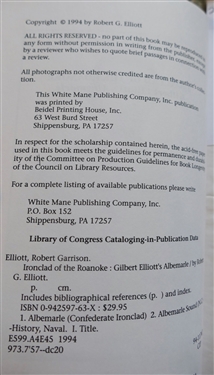 Copyright © 1994 by Robert G. Elliott
ALL RIGHTS RESERVED - no part of this book may be reproduced in
any form without permission in writing from the publisher, except
by a reviewer who wishes to quote brief passages in connection with
a review.
All photographs not otherwise credited are from the author's
tion.
This White Mane Publishing Company, Inc. publication
was printed by
Beidel Printing House, Inc.
63 West Burd Street
Shippensburg, PA 17257
In respect for the scholarship contained herein, the acid-free paper
used in this book meets the guidelines for permanence and
ity of the Committee on Production Guidelines for Book Longevity
of the Council on Library Resources.
For a complete listing of available publications please write
White Mane Publishing Company, Inc.
P.O. Box 152
Shippensburg, PA 17257
Library of Congress Cataloging-in-Publication Data
Elliott, Robert Garrison.
Ironclad of the Roanoke : Gilbert Elliott's Albemarle / by Robert
G. Elliott.
p. cm.
Includes bibliographical references (p. ) and index.
ISBN 0-942597-63-X : $29.95
1. Albemarle (Confederate Ironclad) 2. Albemarle Sound
-History, Naval. I. Title.
E599.A4E45 1994
973.7'57--dc20